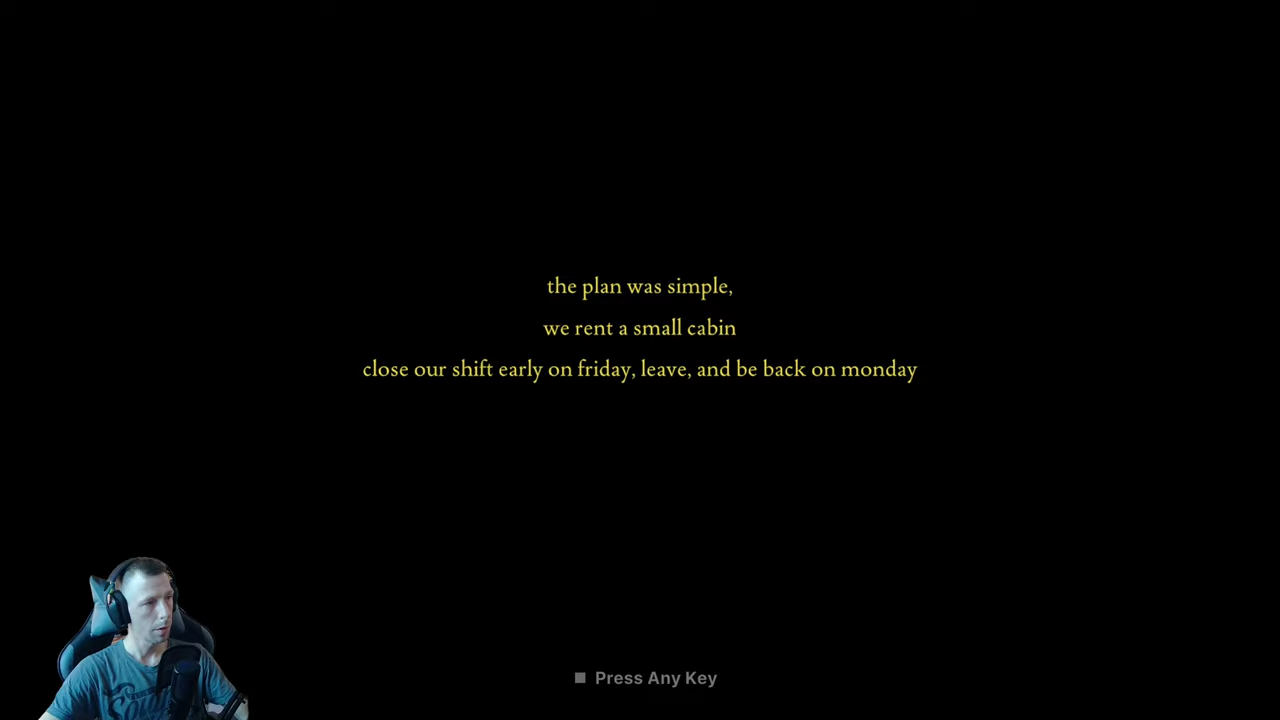 the plan was simple,
we rent a small cabin
close our shift early on friday, leave, and be back on monday
Press Any Key